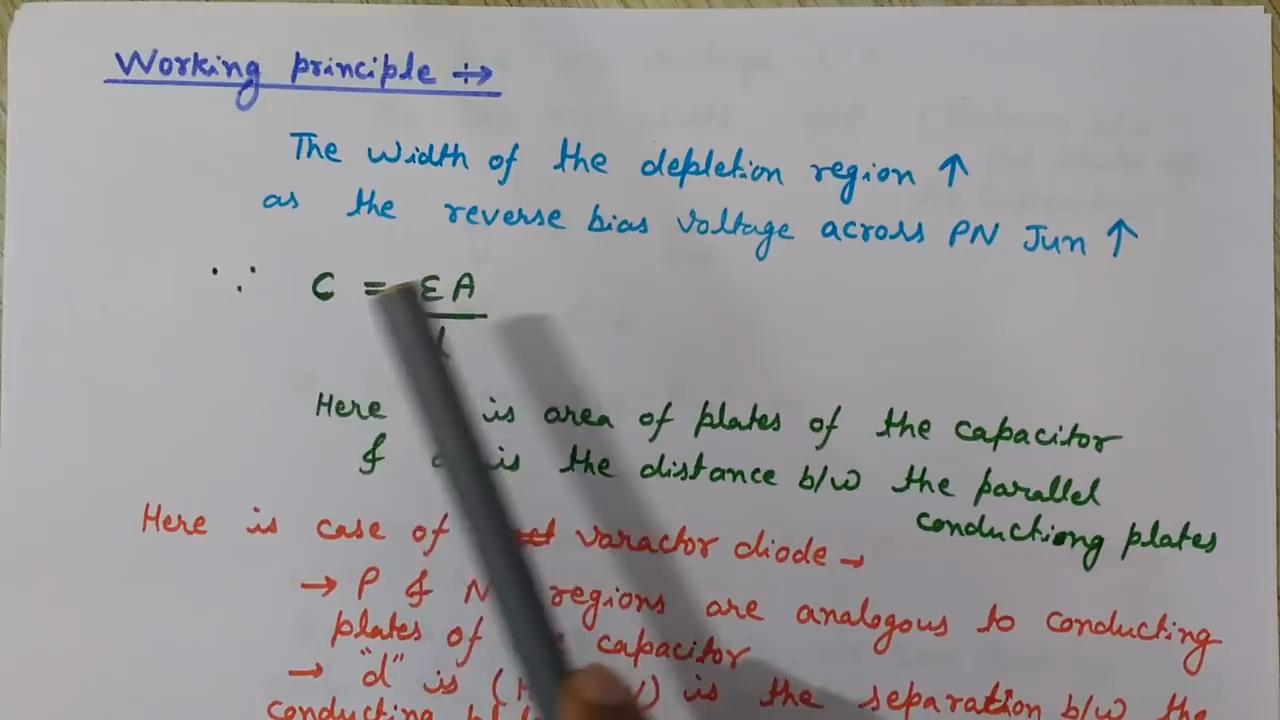 Working principle →
The width of the depletion region ↑
as the reverse bias voltage across PN Jun ↑
∵ C = εA
Here is area of plates of the capacitor
& is the distance b/w the parallel
conductiong plates
Here is case of varactor diode →
→ P & N regions are analogous to conducting
plates of capacitor
→ "d" is ( ) is the separation b/w the
conducting